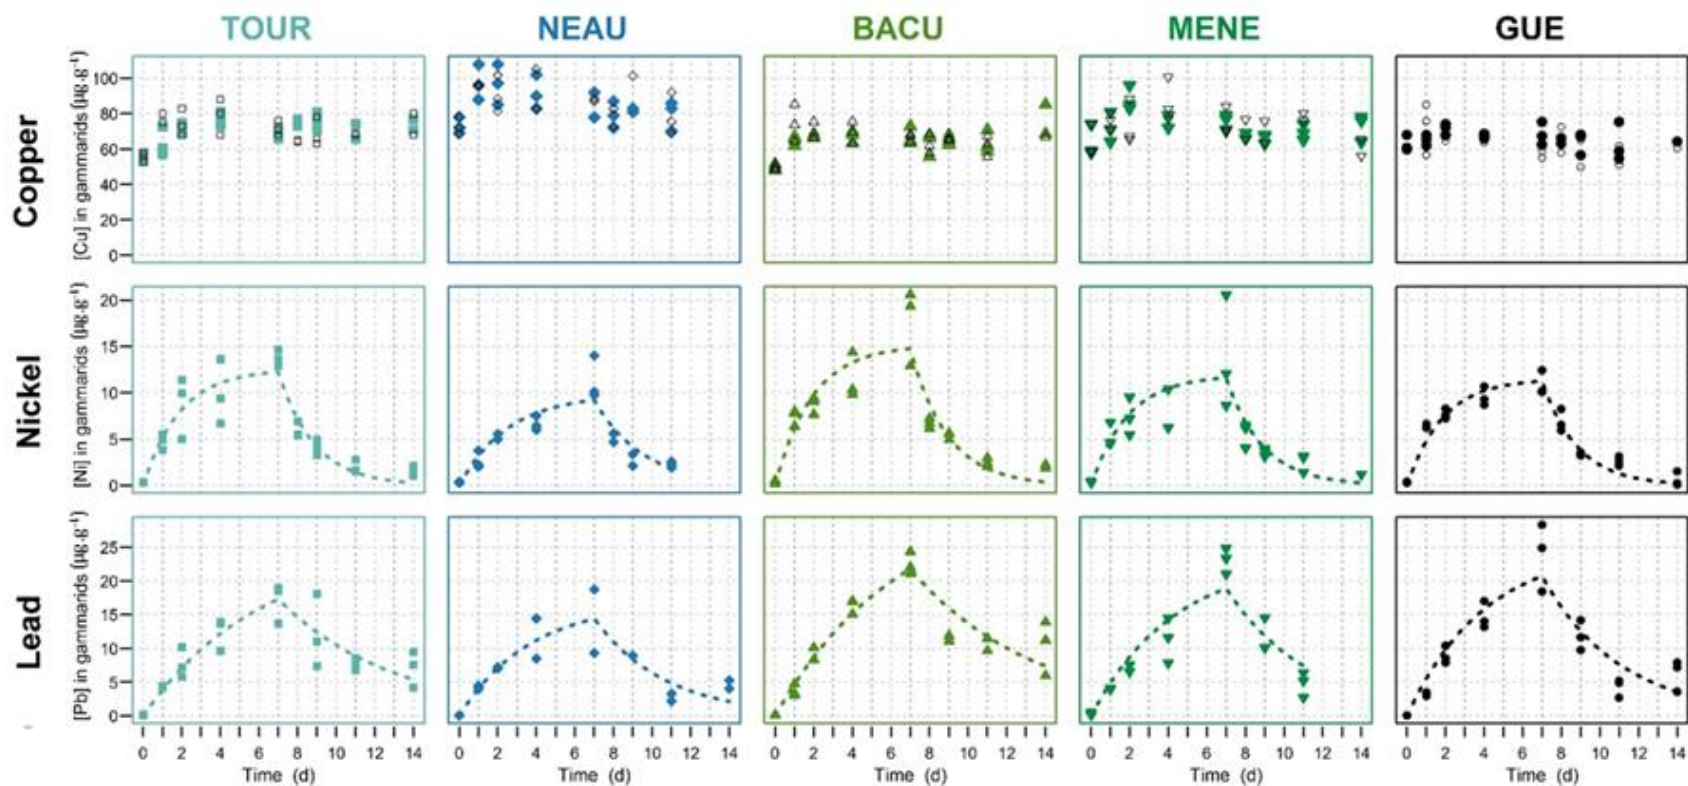 TOUR NEAU BACU MENE GUE
Copper
[Cu] in gammarids (µg.g⁻¹)
100
80
60
40
20
0
Nickel
[Ni] in gammarids (µg.g⁻¹)
20
15
10
5
0
Lead
[Pb] in gammarids (µg.g⁻¹)
25
20
15
10
5
0
0 2 4 6 8 10 12 14 0 2 4 6 8 10 12 14 0 2 4 6 8 10 12 14 0 2 4 6 8 10 12 14 0 2 4 6 8 10 12 14
Time (d) Time (d) Time (d) Time (d) Time (d)